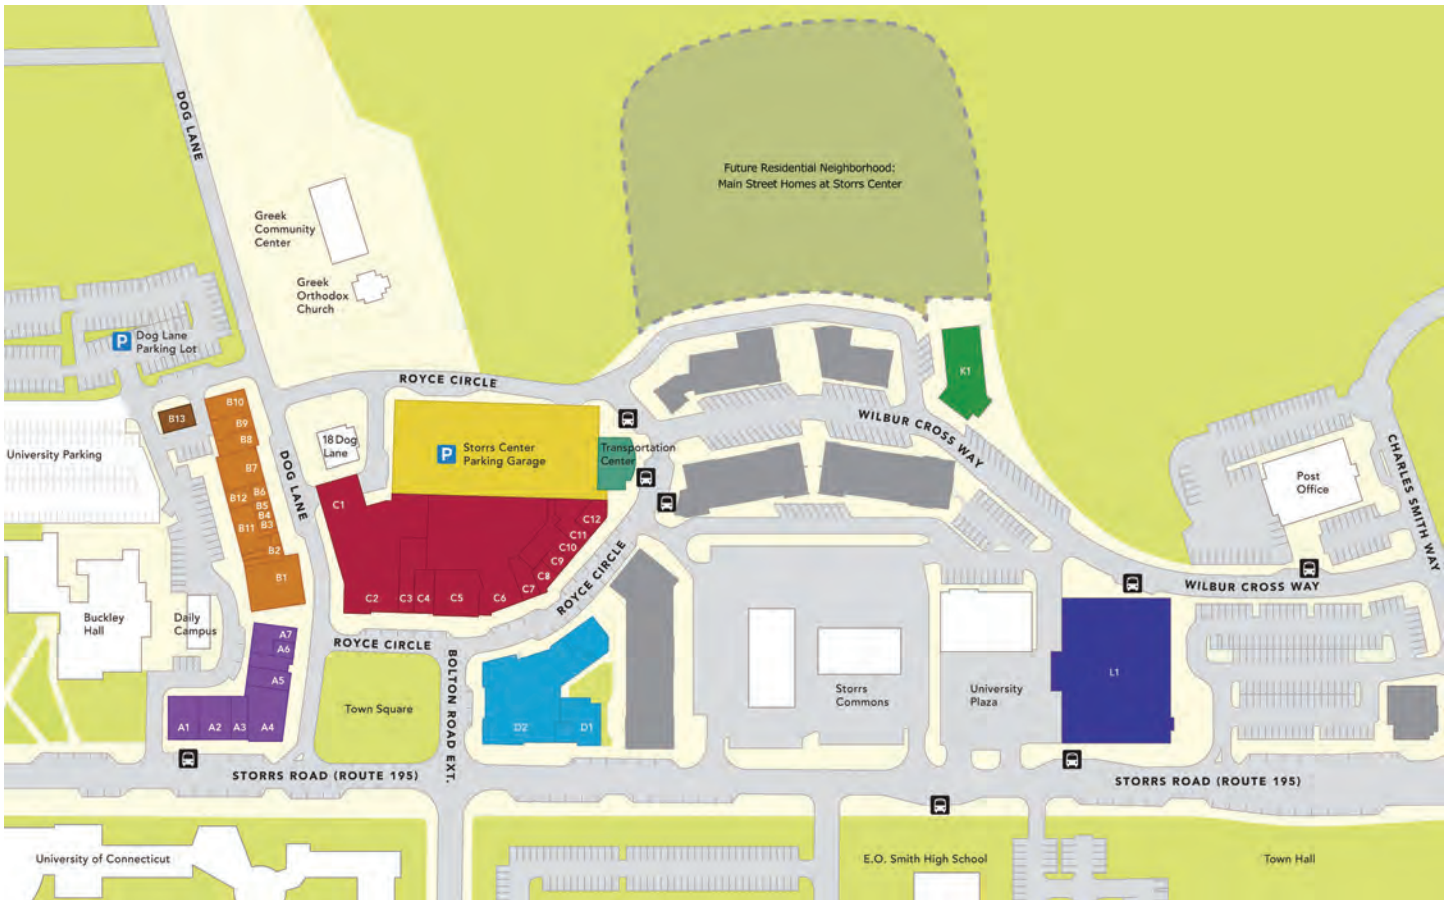 DOG LANE
Future Residential Neighborhood:
Main Street Homes at Storrs Center
Greek
Community
Center
Greek
Orthodox
Church
P
Dog Lane
Parking Lot
ROYCE CIRCLE
K1
B13
B10
B9
B8
B7
B6
B12
B5
B4
B3
B11
B2
B1
University Parking
18 Dog
Lane
DOG LANE
P
Storrs Center
Parking Garage
Transportation
Center
WILBUR CROSS WAY
CHARLES SMITH WAY
Post
Office
C1
C12
C11
C10
C9
C8
C7
C6
C5
C4
C3
C2
ROYCE CIRCLE
WILBUR CROSS WAY
Buckley
Hall
Daily
Campus
A7
A6
A5
A1
A2
A3
A4
ROYCE CIRCLE
BOLTON ROAD EXT.
Town Square
D2
D1
Storrs
Commons
University
Plaza
L1
STORRS ROAD (ROUTE 195)
STORRS ROAD (ROUTE 195)
University of Connecticut
E.O. Smith High School
Town Hall